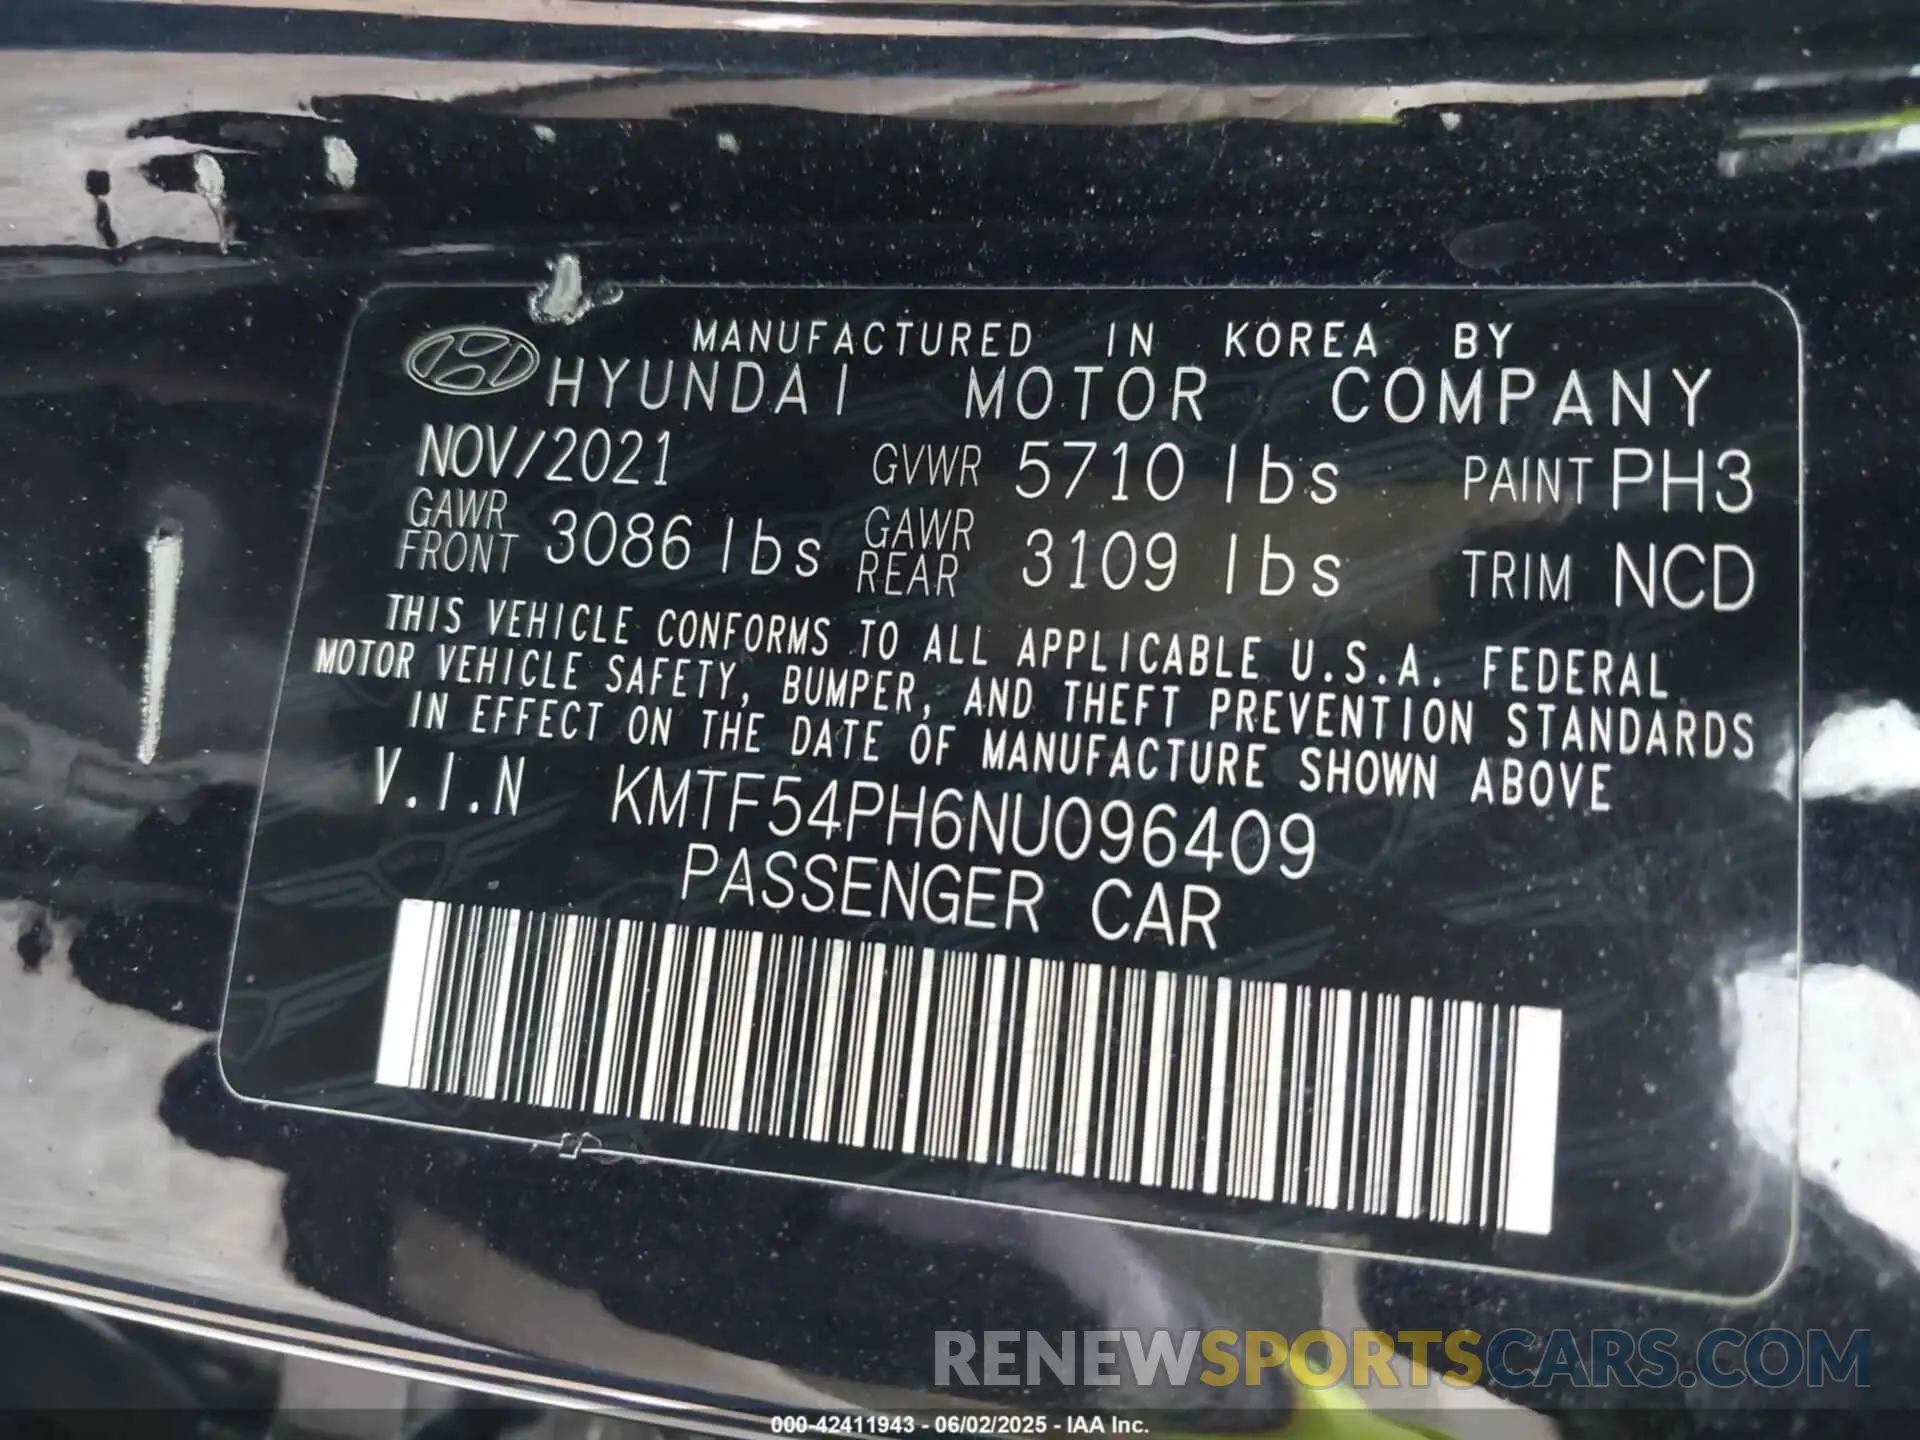 MANUFACTURED IN KOREA BY
HYUNDAI MOTOR COMPANY
NOV/2021 GVWR 5710 lbs PAINT PH3
GAWR FRONT 3086 lbs GAWR REAR 3109 lbs TRIM NCD
THIS VEHICLE CONFORMS TO ALL APPLICABLE U.S.A. FEDERAL
MOTOR VEHICLE SAFETY, BUMPER, AND THEFT PREVENTION STANDARDS
IN EFFECT ON THE DATE OF MANUFACTURE SHOWN ABOVE
V.I.N KMTF54PH6NU096409
PASSENGER CAR
RENEWSPORTSCARS.COM
000-42411943 - 06/02/2025 - IAA Inc.